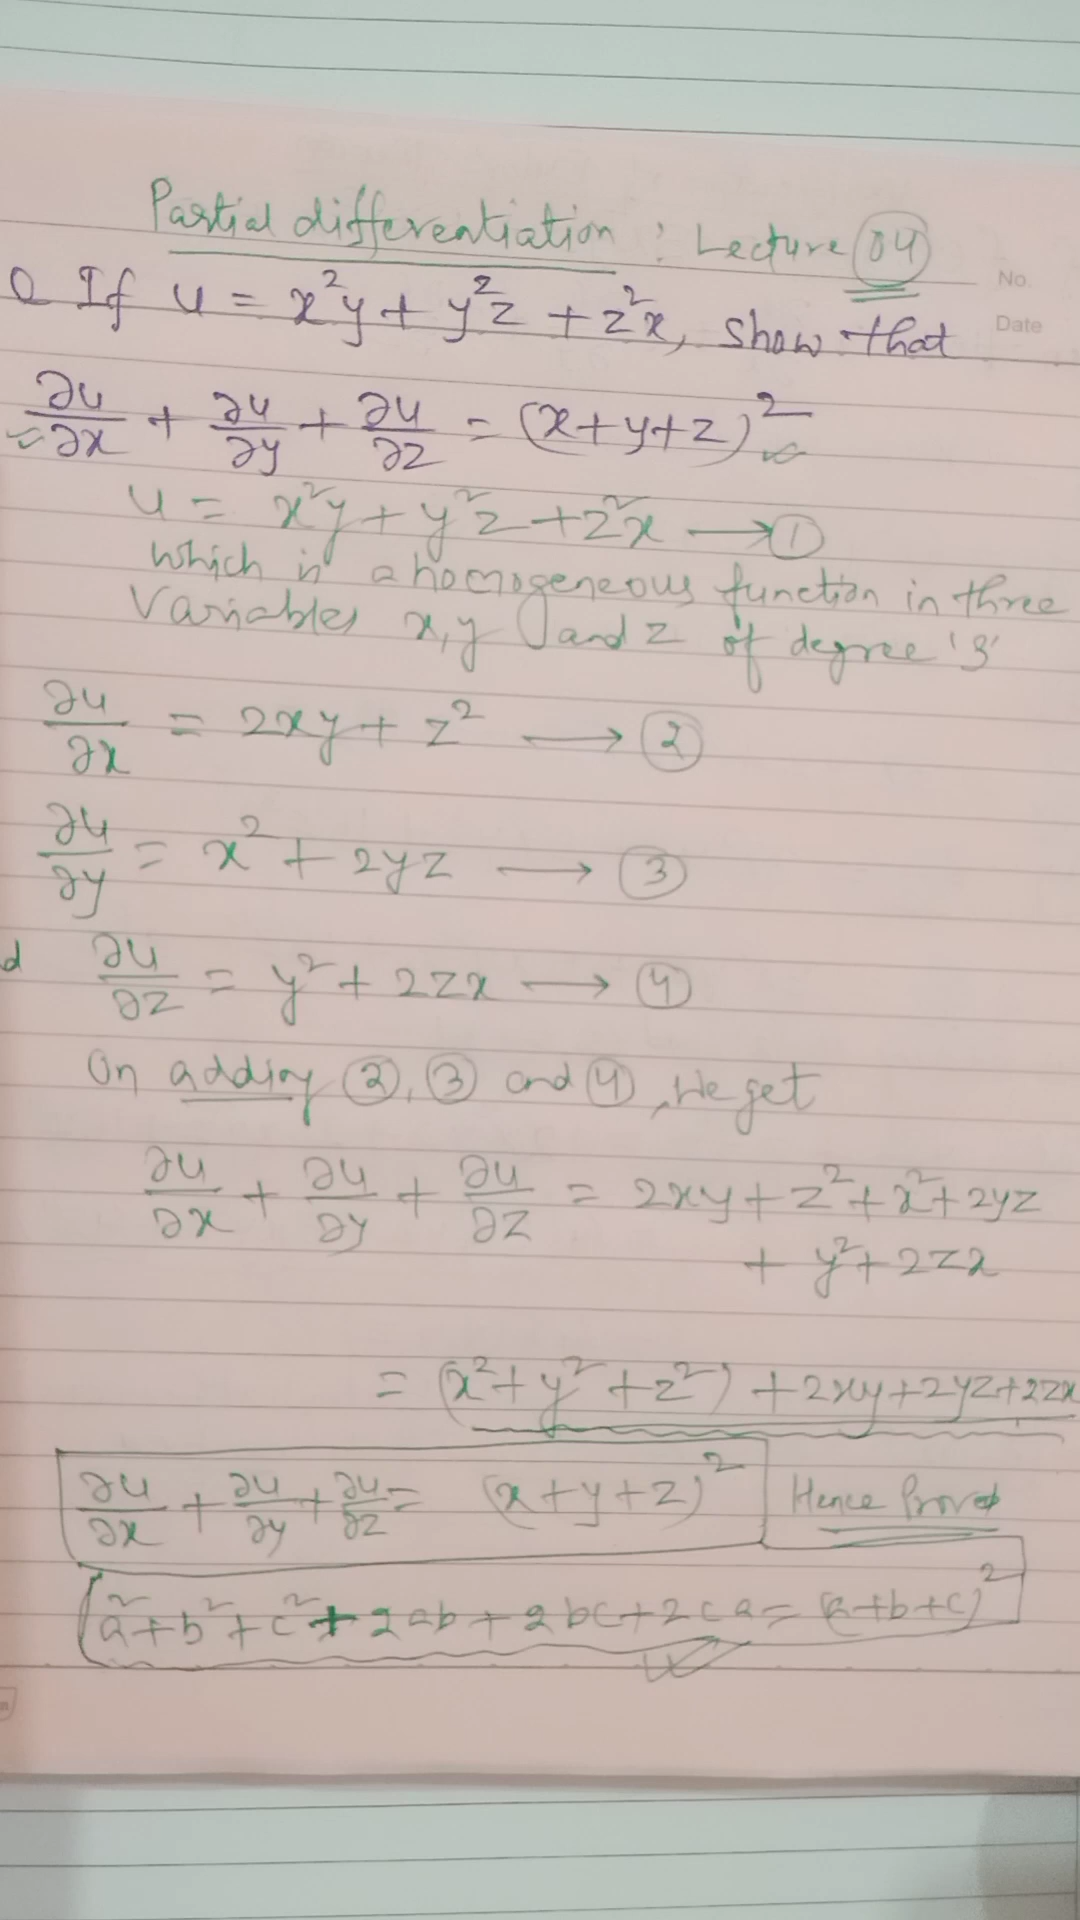 Partial differentiation : Lecture 04
No.
Date
Q If u = x²y + y²z + z²x, show that
∂u/∂x + ∂u/∂y + ∂u/∂z = (x+y+z)²
u = x²y + y²z + z²x → ①
which is a homogeneous function in three
Variables x, y and z of degree '3'
∂u/∂x = 2xy + z² → ②
∂u/∂y = x² + 2yz → ③
d ∂u/∂z = y² + 2zx → ④
On adding ②, ③ and ④, we get
∂u/∂x + ∂u/∂y + ∂u/∂z = 2xy + z² + x² + 2yz
+ y² + 2zx
= (x² + y² + z²) + 2xy + 2yz + 2zx
∂u/∂x + ∂u/∂y + ∂u/∂z = (x+y+z)² Hence Proved
a² + b² + c² + 2ab + 2bc + 2ca = (a+b+c)²